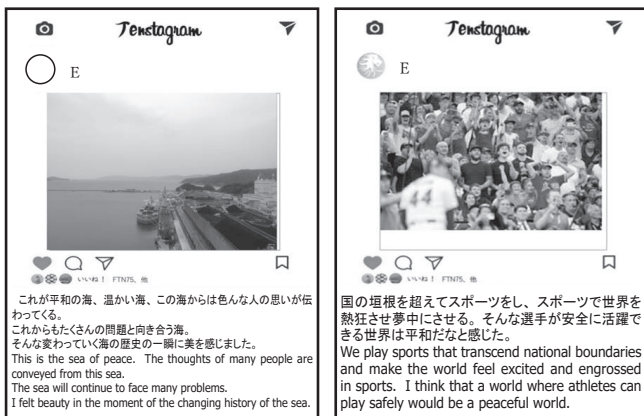 Tenstagram
E
いいね！ FTN75、他
これが平和の海、温かい海、この海からは色んな人の思いが伝
わってくる。
これからもたくさんの問題と向き合う海。
そんな変わっていく海の歴史の一瞬に美を感じました。
This is the sea of peace. The thoughts of many people are
conveyed from this sea.
The sea will continue to face many problems.
I felt beauty in the moment of the changing history of the sea.
Tenstagram
E
44
いいね！ FTN75、他
国の垣根を超えてスポーツをし、スポーツで世界を
熱狂させ夢中にさせる。そんな選手が安全に活躍で
きる世界は平和だなと感じた。
We play sports that transcend national boundaries
and make the world feel excited and engrossed
in sports. I think that a world where athletes can
play safely would be a peaceful world.